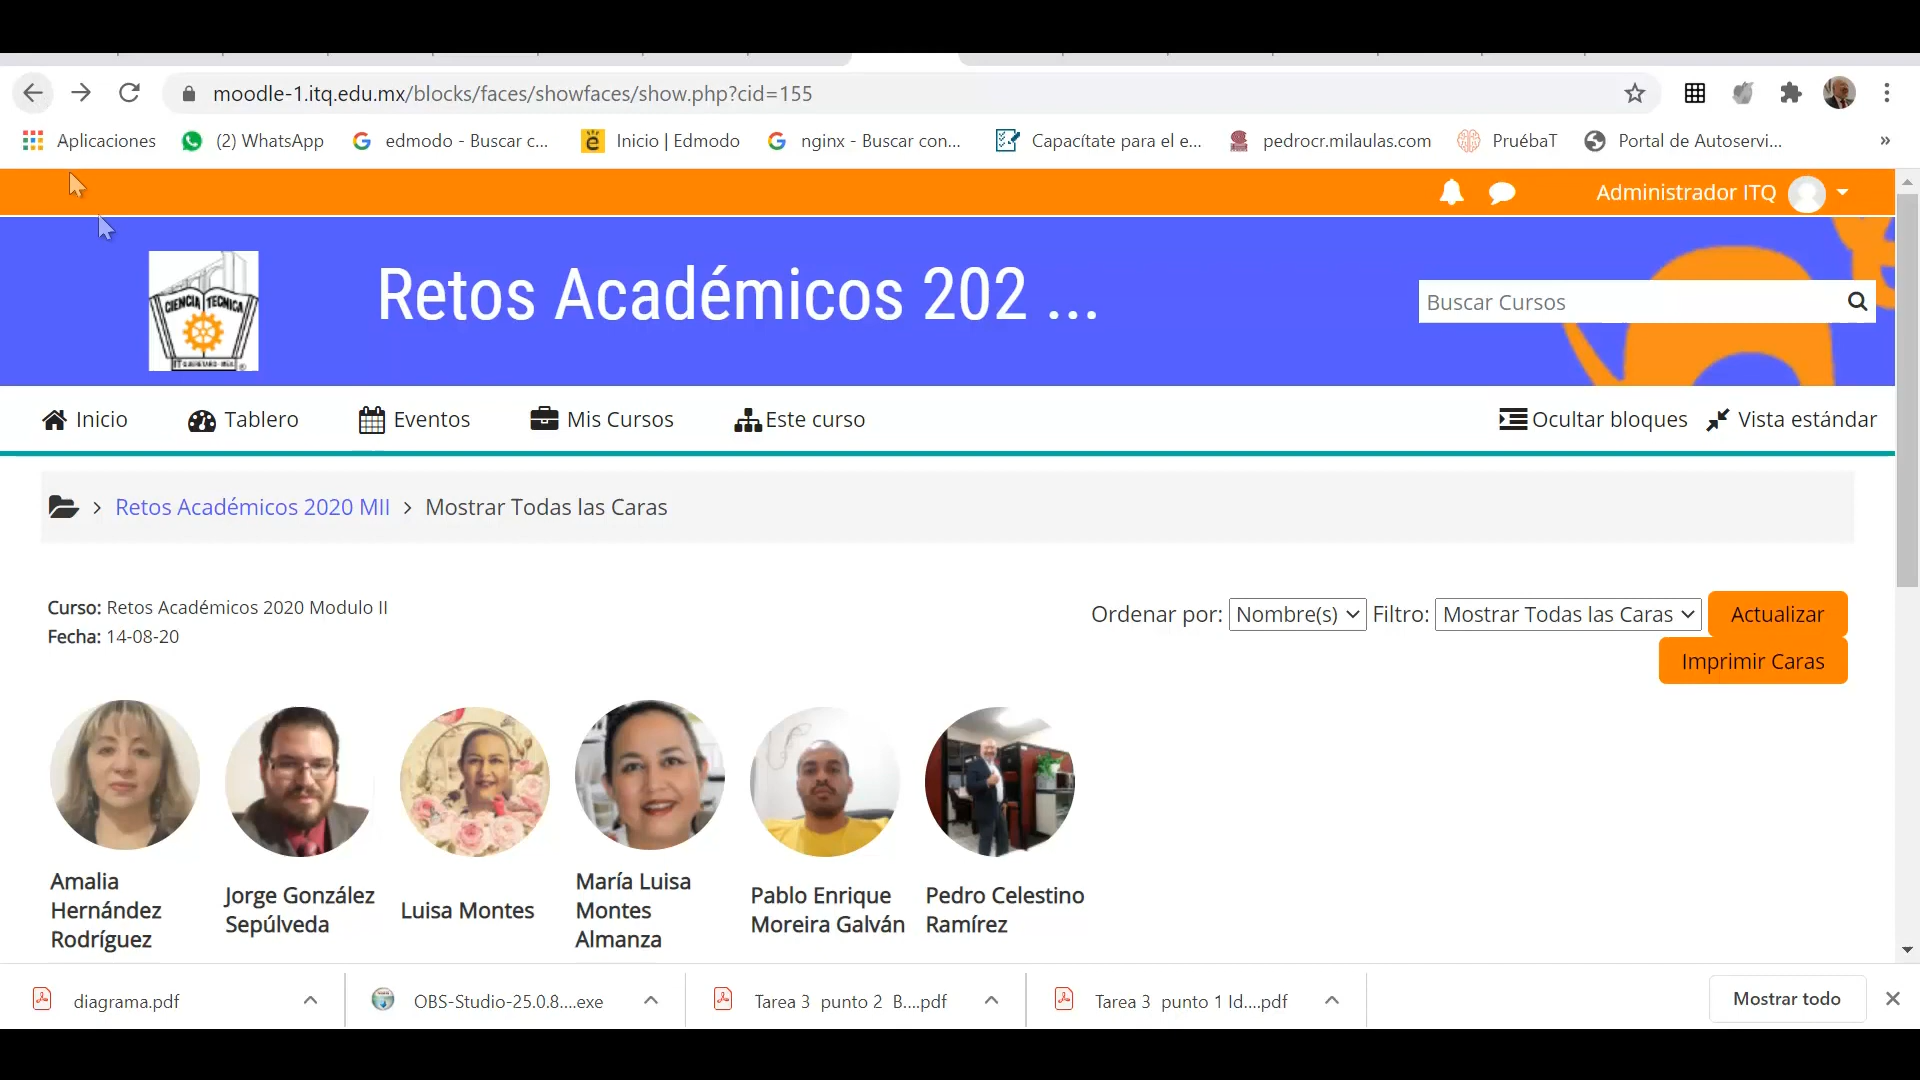 moodle-1.itq.edu.mx/blocks/faces/showfaces/show.php?cid=155
Aplicaciones (2) WhatsApp edmodo - Buscar c... Inicio | Edmodo nginx - Buscar con... Capacítate para el e... pedrocr.milaulas.com PruébaT Portal de Autoservi... »
Administrador ITQ
CIENCIA TECNICA
Retos Académicos 202 ...
Buscar Cursos
Inicio Tablero Eventos Mis Cursos Este curso Ocultar bloques Vista estándar
Retos Académicos 2020 MII > Mostrar Todas las Caras
Curso: Retos Académicos 2020 Modulo II
Fecha: 14-08-20
Ordenar por: Nombre(s) Filtro: Mostrar Todas las Caras Actualizar
Imprimir Caras
Amalia
Hernández
Rodríguez
Jorge González
Sepúlveda
Luisa Montes
María Luisa
Montes
Almanza
Pablo Enrique
Moreira Galván
Pedro Celestino
Ramírez
diagrama.pdf OBS-Studio-25.0.8....exe Tarea 3 punto 2 B....pdf Tarea 3 punto 1 Id....pdf Mostrar todo